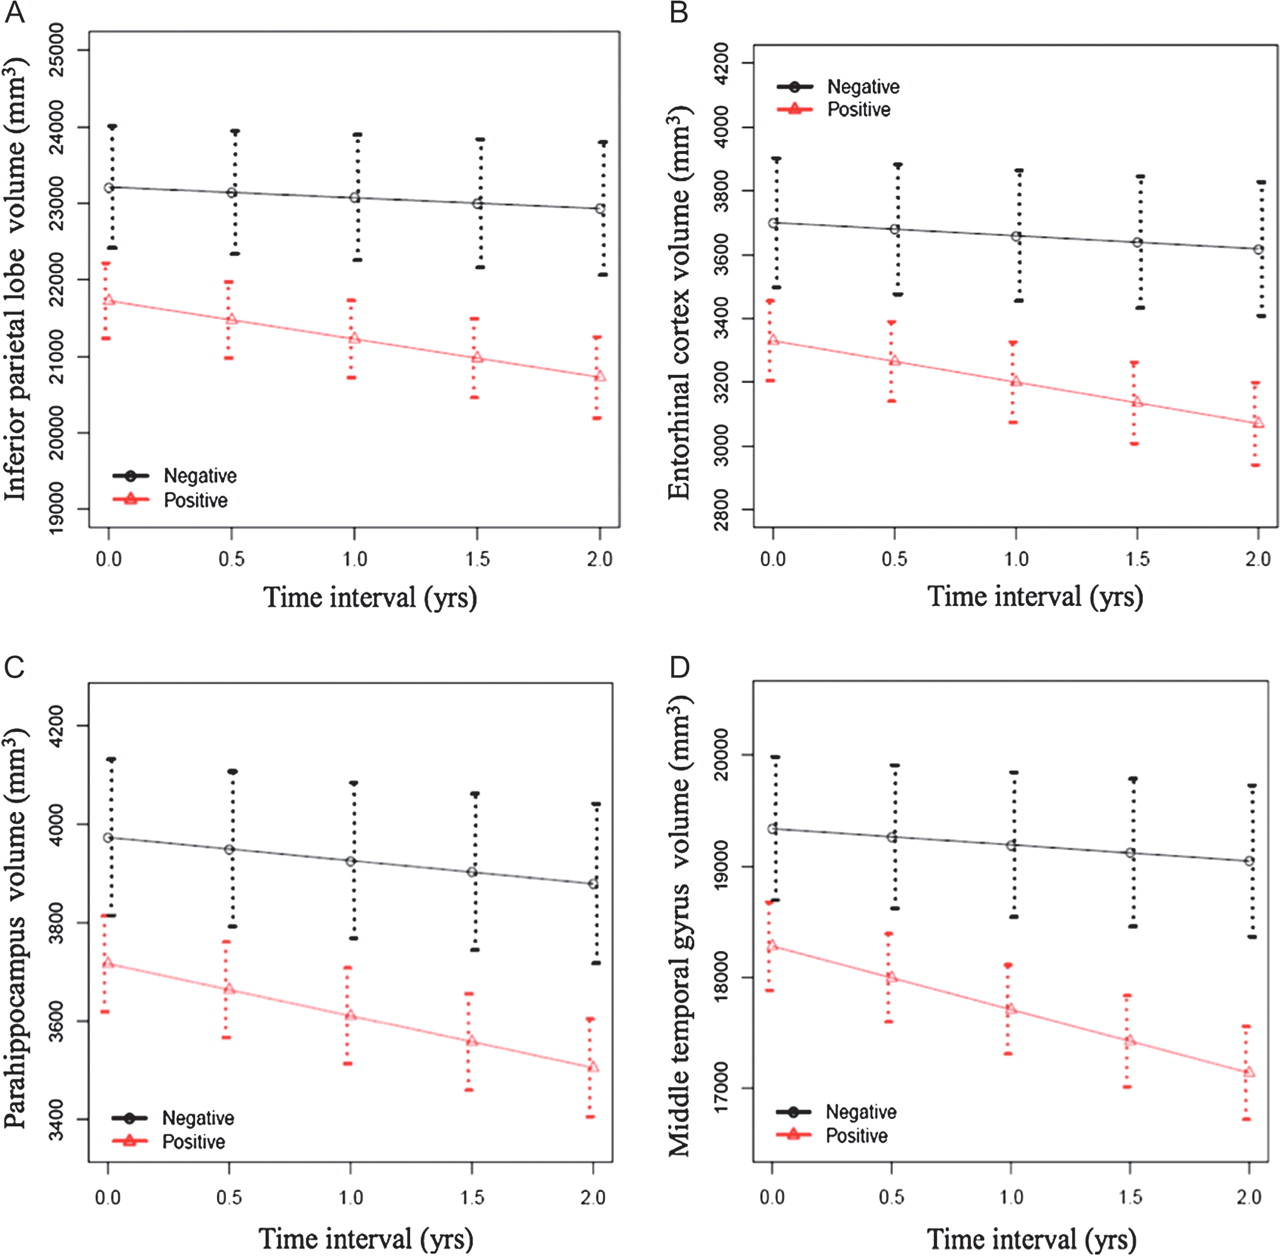 A
Inferior parietal lobe volume (mm³)
25000
24000
23000
22000
21000
20000
19000
Negative
Positive
0.0 0.5 1.0 1.5 2.0
Time interval (yrs)
B
Entorhinal cortex volume (mm³)
4200
4000
3800
3600
3400
3200
3000
2800
Negative
Positive
0.0 0.5 1.0 1.5 2.0
Time interval (yrs)
C
Parahippocampus volume (mm³)
4200
4000
3800
3600
3400
Negative
Positive
0.0 0.5 1.0 1.5 2.0
Time interval (yrs)
D
Middle temporal gyrus volume (mm³)
20000
19000
18000
17000
Negative
Positive
0.0 0.5 1.0 1.5 2.0
Time interval (yrs)